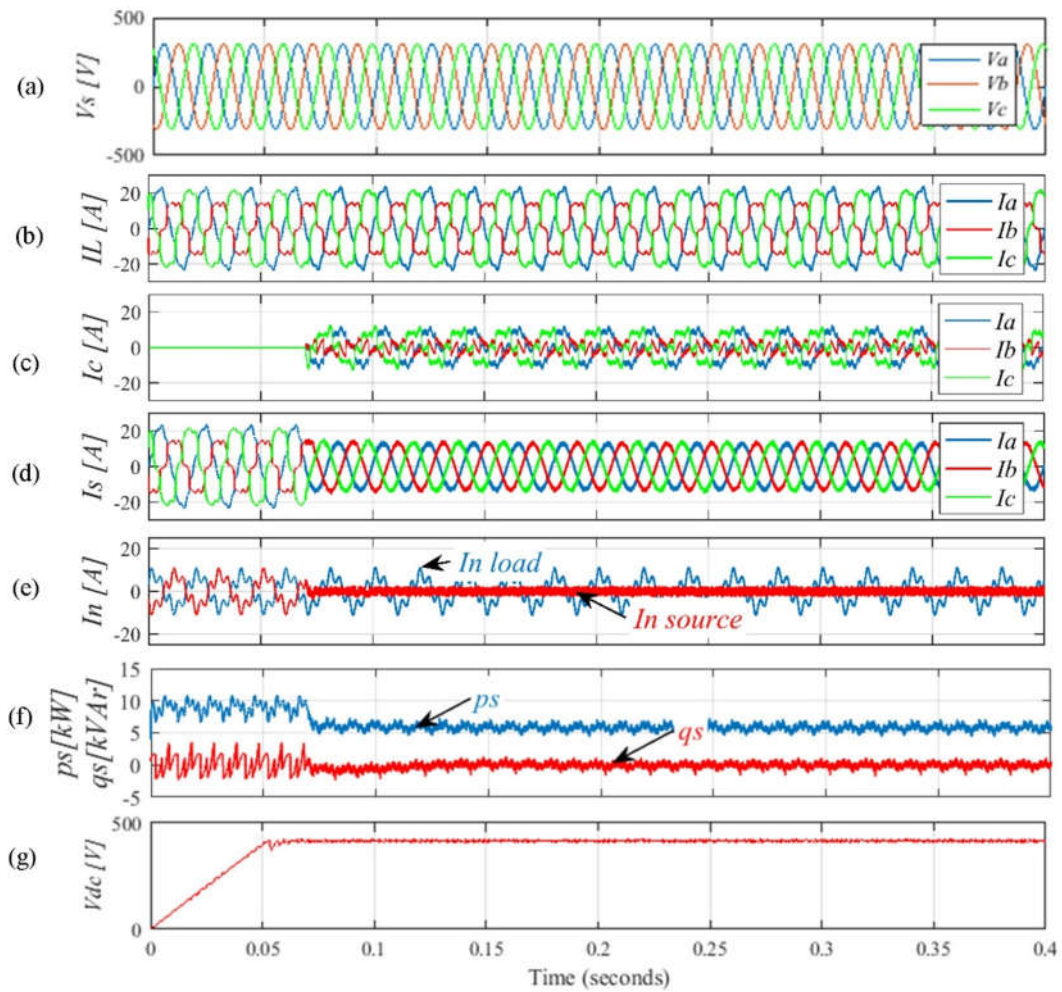 500
(a)
Vs [V]
0
-500
Va
Vb
Vc
(b)
IL [A]
20
0
-20
Ia
Ib
Ic
(c)
Ic [A]
20
0
-20
Ia
Ib
Ic
(d)
Is [A]
20
0
-20
Ia
Ib
Ic
(e)
In [A]
20
0
-20
In load
In source
(f)
ps[kW]
qs[kVAr]
15
10
5
0
-5
ps
qs
(g)
Vdc [V]
500
0
0 0.05 0.1 0.15 0.2 0.25 0.3 0.35 0.4
Time (seconds)